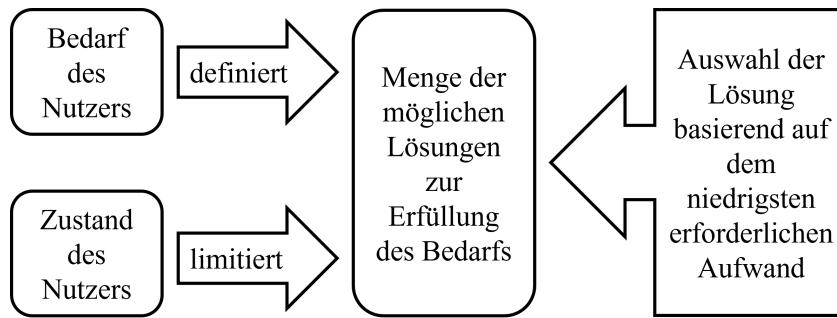 Bedarf
des
Nutzers
definiert
Zustand
des
Nutzers
limitiert
Menge der
möglichen
Lösungen
zur
Erfüllung
des Bedarfs
Auswahl der
Lösung
basierend auf
dem
niedrigsten
erforderlichen
Aufwand